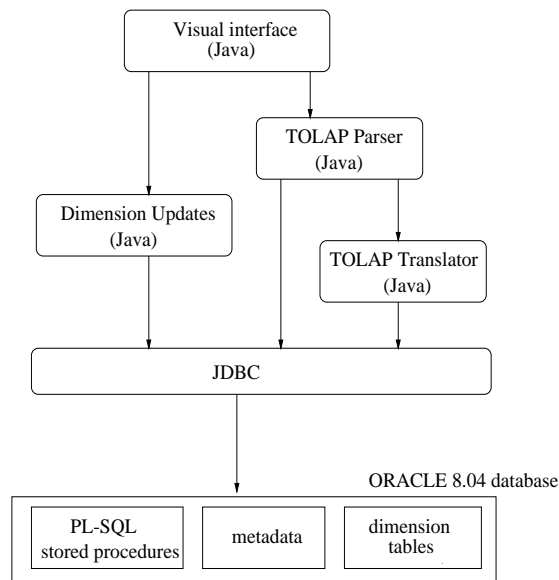 Visual interface
(Java)
TOLAP Parser
(Java)
Dimension Updates
(Java)
TOLAP Translator
(Java)
JDBC
ORACLE 8.04 database
PL-SQL
stored procedures
metadata
dimension
tables